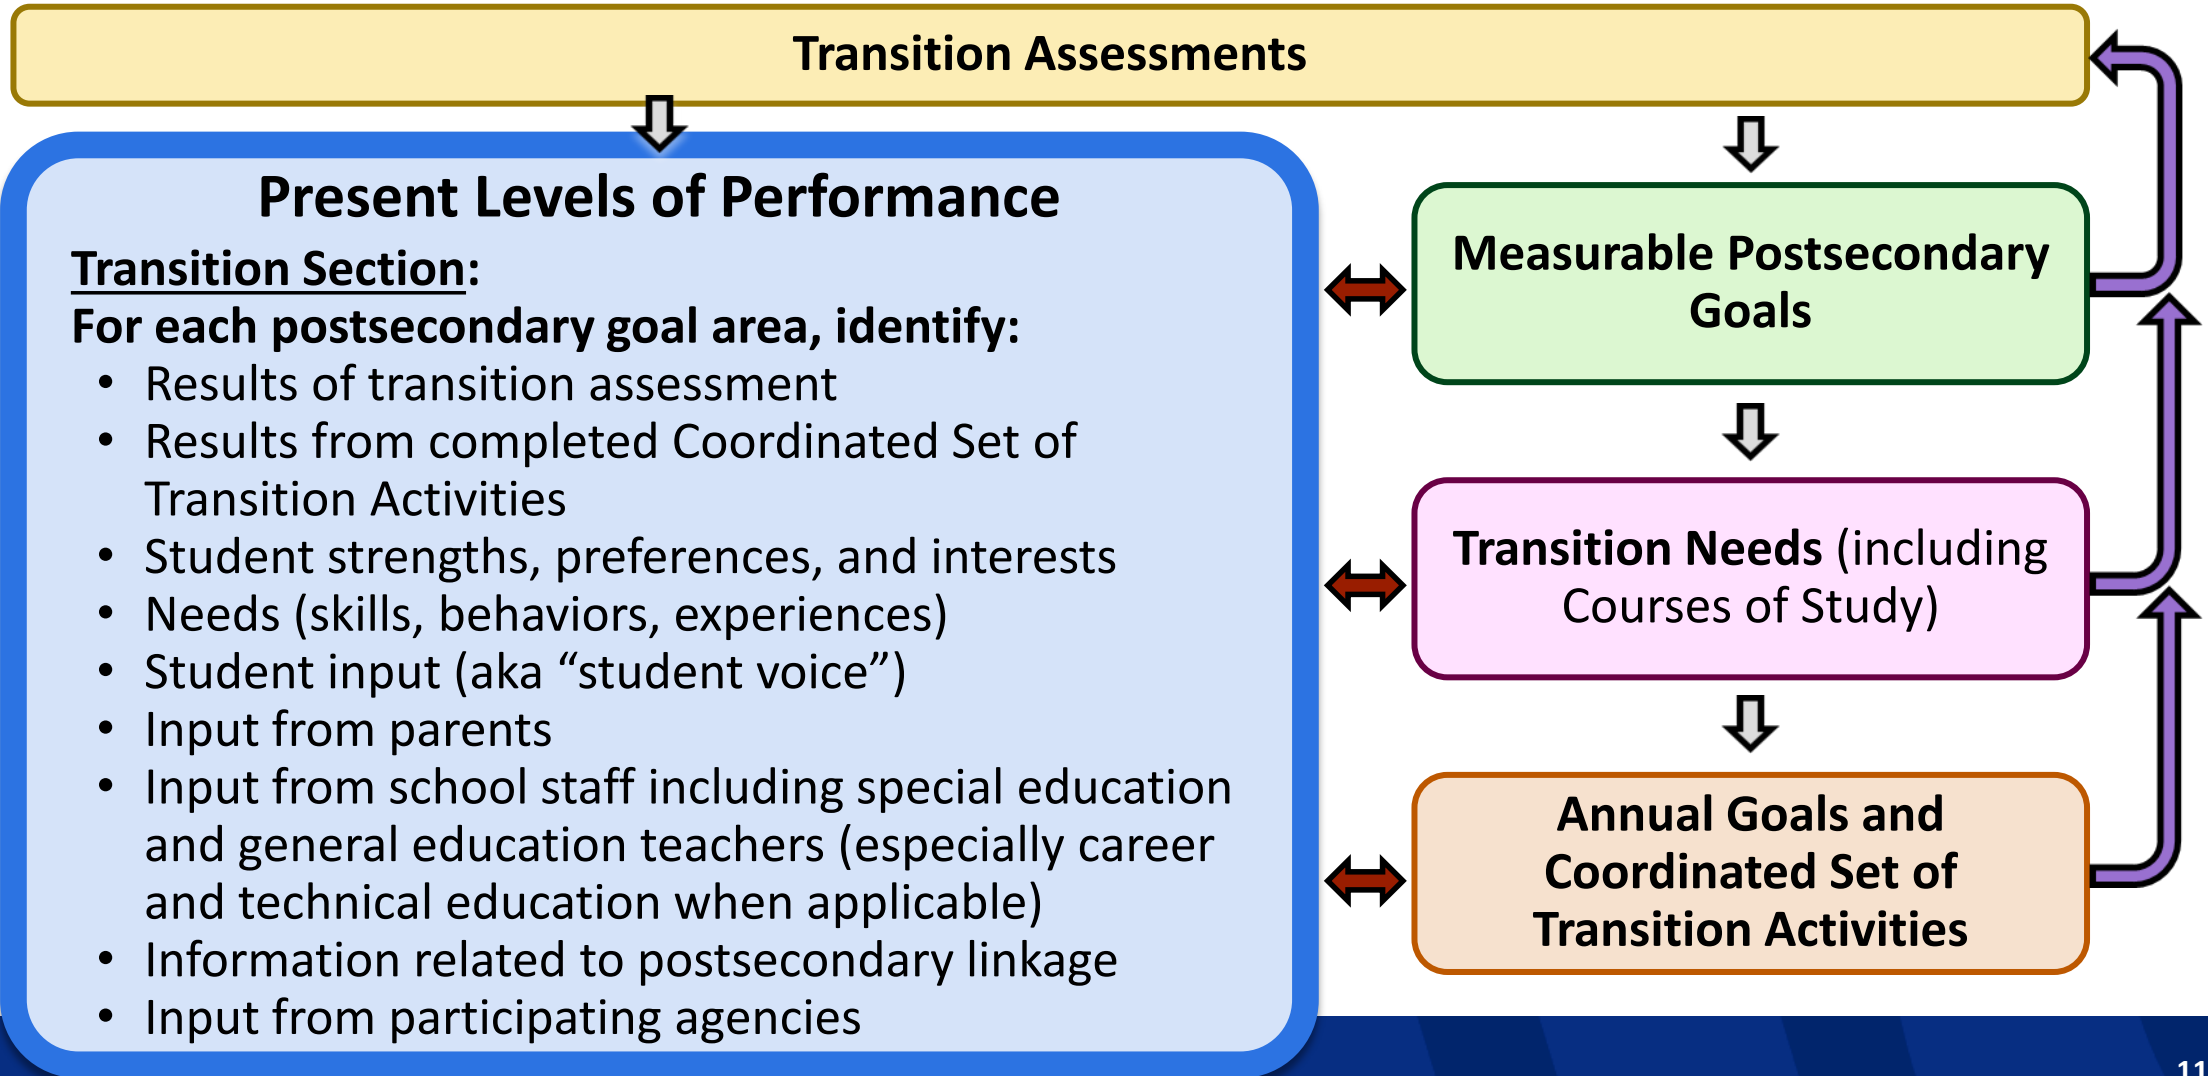 Transition Assessments
Present Levels of Performance
Transition Section:
For each postsecondary goal area, identify:
• Results of transition assessment
• Results from completed Coordinated Set of
Transition Activities
• Student strengths, preferences, and interests
• Needs (skills, behaviors, experiences)
• Student input (aka “student voice”)
• Input from parents
• Input from school staff including special education
and general education teachers (especially career
and technical education when applicable)
• Information related to postsecondary linkage
• Input from participating agencies
Measurable Postsecondary
Goals
Transition Needs (including
Courses of Study)
Annual Goals and
Coordinated Set of
Transition Activities
11